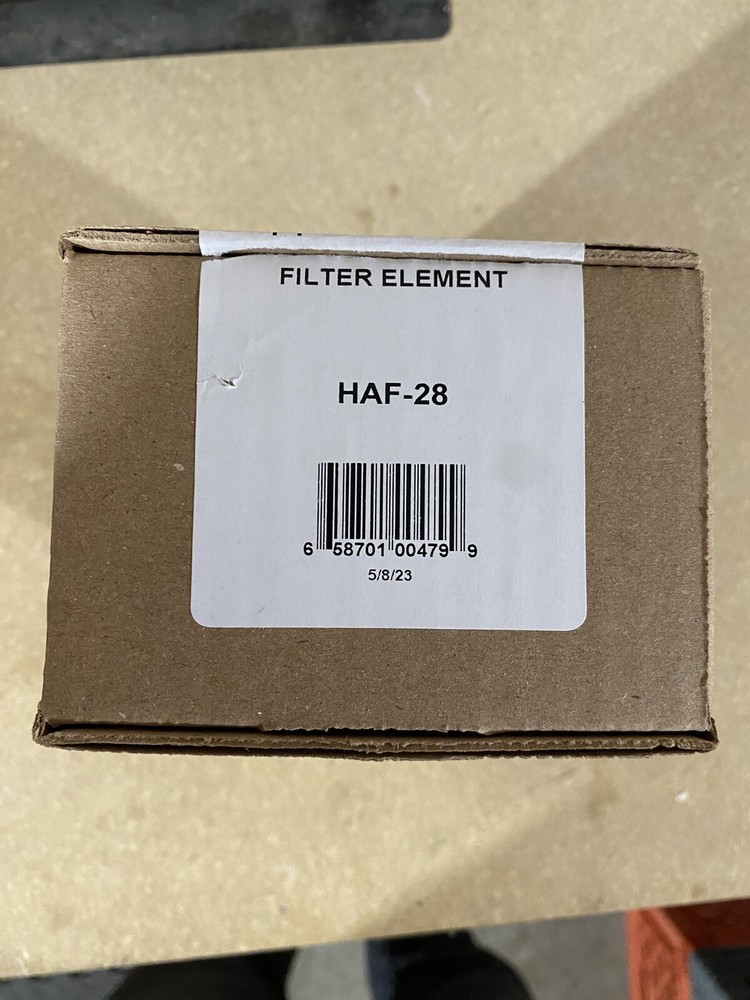 FILTER ELEMENT
HAF-28
6 58701 00479 9
5/8/23